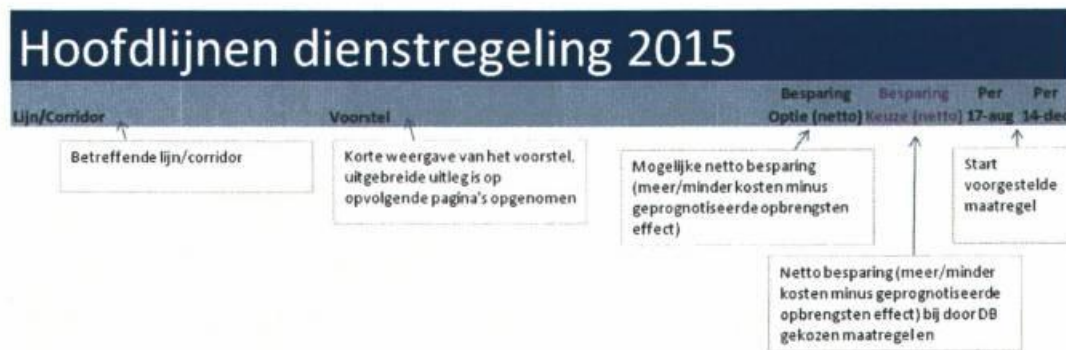 Hoofdlijnen dienstregeling 2015
Besparing Besparing Per Per
Lijn/Corridor Voorstel Optie (netto) Keuze (netto) 17-aug 14-dec
Betreffende lijn/corridor
Korte weergave van het voorstel,
uitgebreide uitleg is op
opvolgende pagina's opgenomen
Mogelijke netto besparing
(meer/minder kosten minus
geprognotiseerde opbrengsten
effect)
Start
voorgestelde
maatregel
Netto besparing (meer/minder
kosten minus geprognotiseerde
opbrengsten effect) bij door DB
gekozen maatregelen